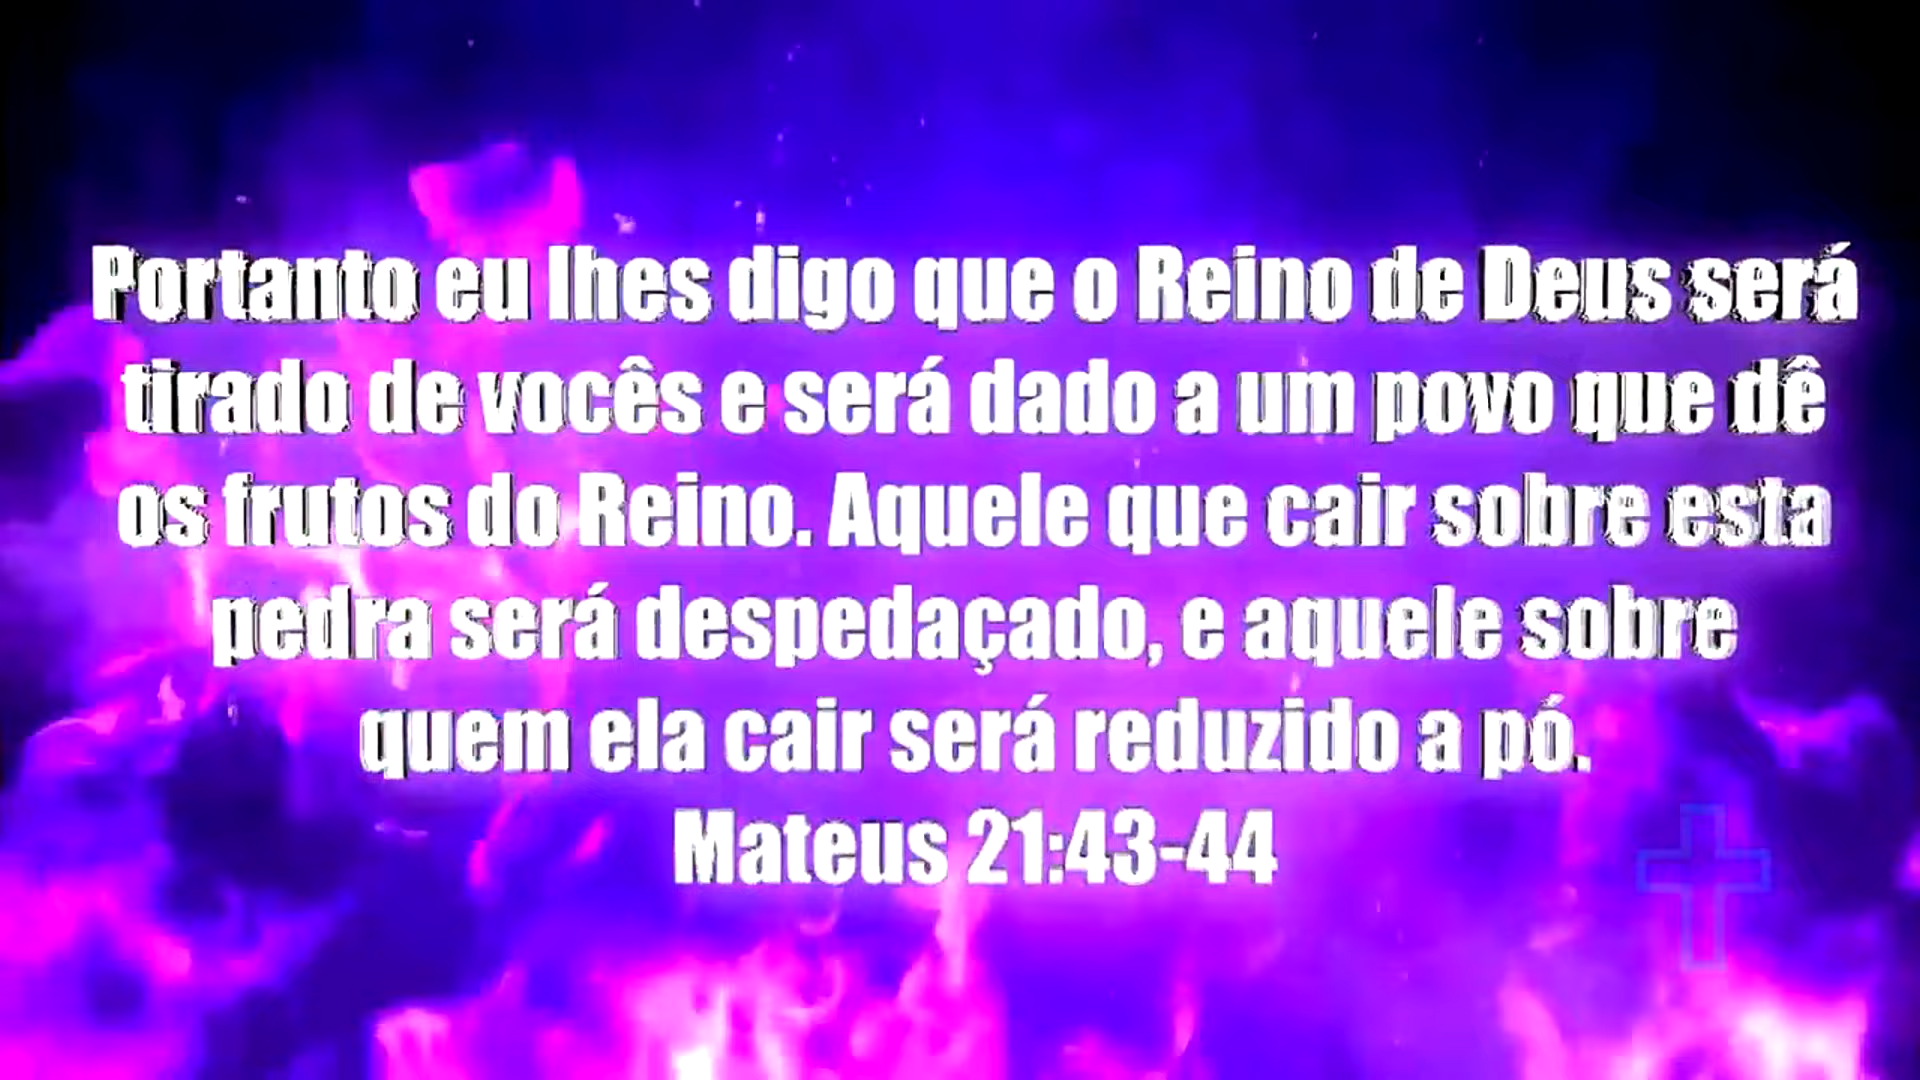 Portanto eu lhes digo que o Reino de Deus será
tirado de vocês e será dado a um povo que dê
os frutos do Reino. Aquele que cair sobre esta
pedra será despedaçado, e aquele sobre
quem ela cair será reduzido a pó.
Mateus 21:43-44